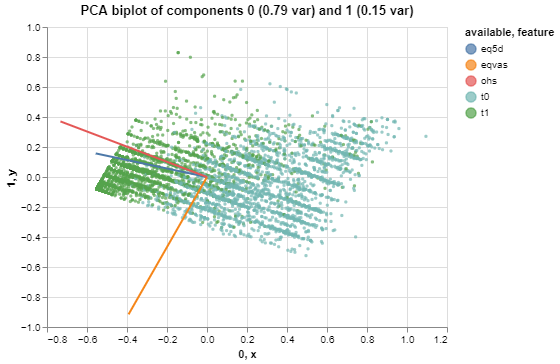 PCA biplot of components 0 (0.79 var) and 1 (0.15 var)
available, feature
eq5d
eqvas
ohs
t0
t1
1, y
1.0
0.8
0.6
0.4
0.2
0.0
−0.2
−0.4
−0.6
−0.8
−1.0
−0.8 −0.6 −0.4 −0.2 0.0 0.2 0.4 0.6 0.8 1.0 1.2
0, x